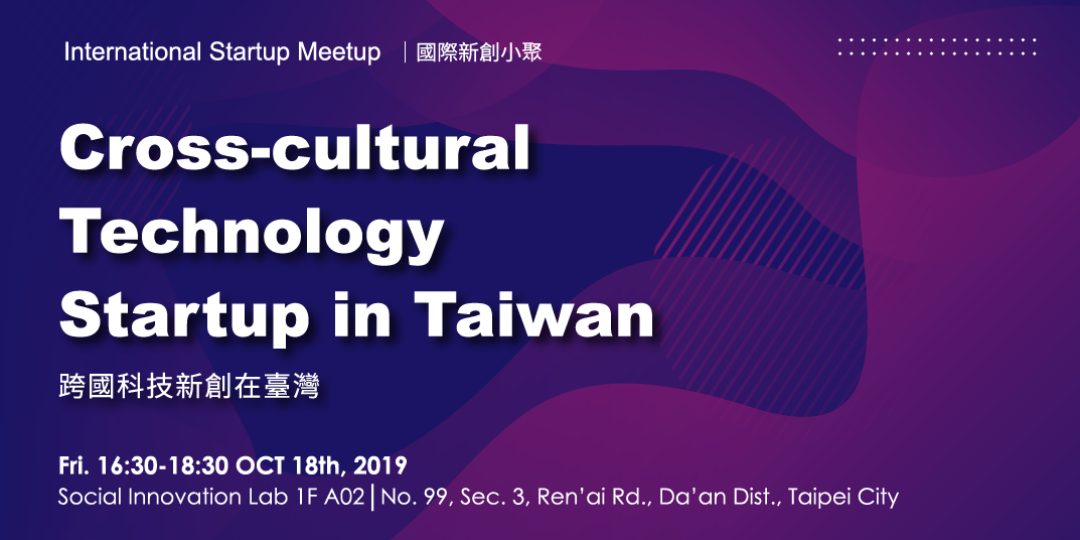 International Startup Meetup ｜國際新創小聚
Cross-cultural
Technology
Startup in Taiwan
跨國科技新創在臺灣
Fri. 16:30-18:30 OCT 18th, 2019
Social Innovation Lab 1F A02｜No. 99, Sec. 3, Ren’ai Rd., Da’an Dist., Taipei City